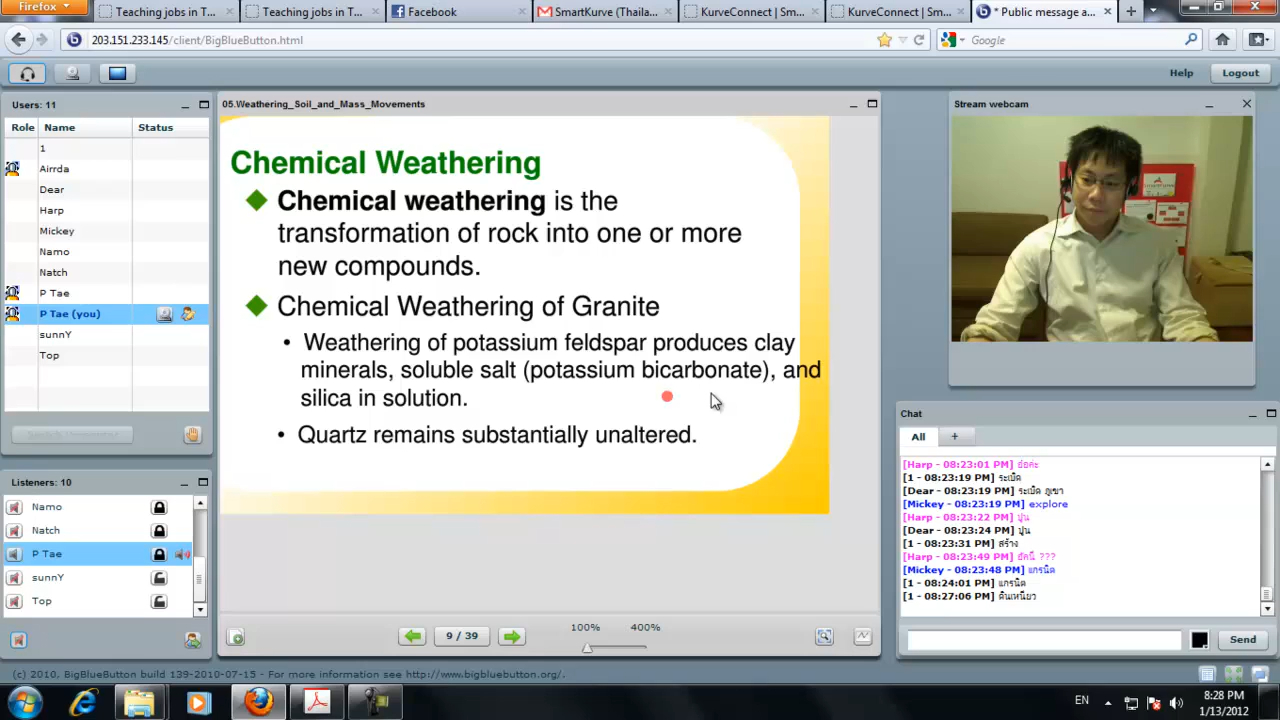 Firefox
Teaching jobs in T...
Teaching jobs in T...
Facebook
SmartKurve (Thaila...
KurveConnect | Sm...
KurveConnect | Sm...
* Public message a...
203.151.233.145/client/BigBlueButton.html
Google
Help
Logout
Users: 11
Role Name Status
1
Airrda
Dear
Harp
Mickey
Namo
Natch
P Tae
P Tae (you)
sunnY
Top
Listeners: 10
Namo
Natch
P Tae
sunnY
Top
05.Weathering_Soil_and_Mass_Movements
Chemical Weathering
Chemical weathering is the
transformation of rock into one or more
new compounds.
Chemical Weathering of Granite
• Weathering of potassium feldspar produces clay
minerals, soluble salt (potassium bicarbonate), and
silica in solution.
• Quartz remains substantially unaltered.
9 / 39
100% 400%
Stream webcam
Chat
All +
[Harp - 08:23:01 PM] อ๋อค่ะ
[1 - 08:23:19 PM] ระเบิด
[Dear - 08:23:19 PM] ระเบิด ภูเขา
[Mickey - 08:23:19 PM] explore
[Harp - 08:23:22 PM] ปูน
[Dear - 08:23:24 PM] ปูน
[1 - 08:23:31 PM] สร้าง
[Harp - 08:23:49 PM] อัคนี ???
[Mickey - 08:23:48 PM] แกรนิต
[1 - 08:24:01 PM] แกรนิต
[1 - 08:27:06 PM] ดินเหนียว
Send
(c) 2010, BigBlueButton build 139-2010-07-15 - For more information see http://www.bigbluebutton.org/.
EN
8:28 PM
1/13/2012